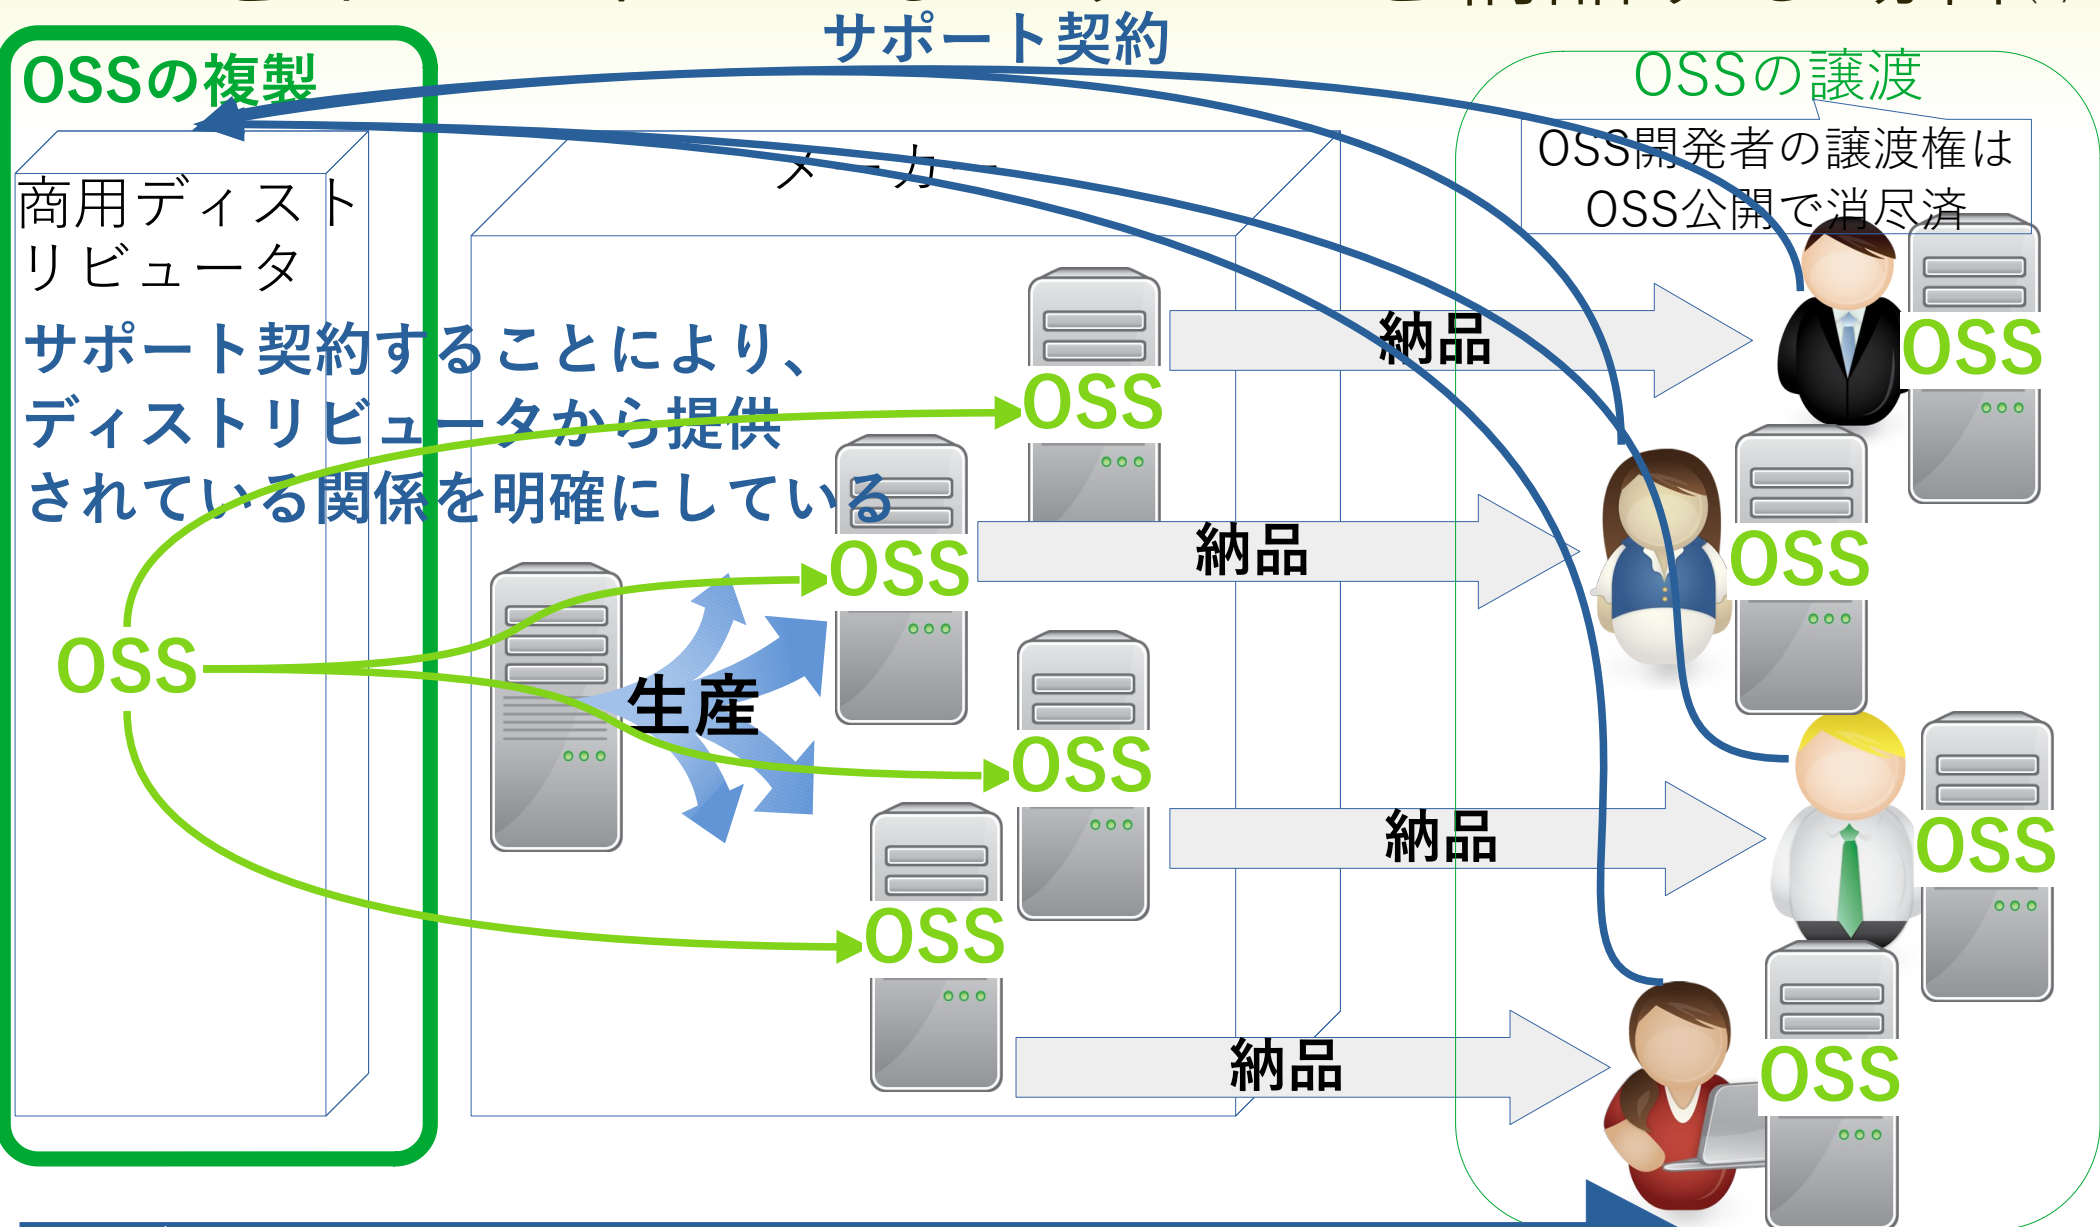 サポート契約
OSSの複製
OSSの譲渡
OSS開発者の譲渡権は
OSS公開で消尽済
商用ディスト
リビュータ
メーカー
サポート契約することにより、
ディストリビュータから提供
されている関係を明確にしている
納品
OSS
OSS
納品
OSS
OSS
OSS
生産
OSS
納品
OSS
OSS
納品
OSS